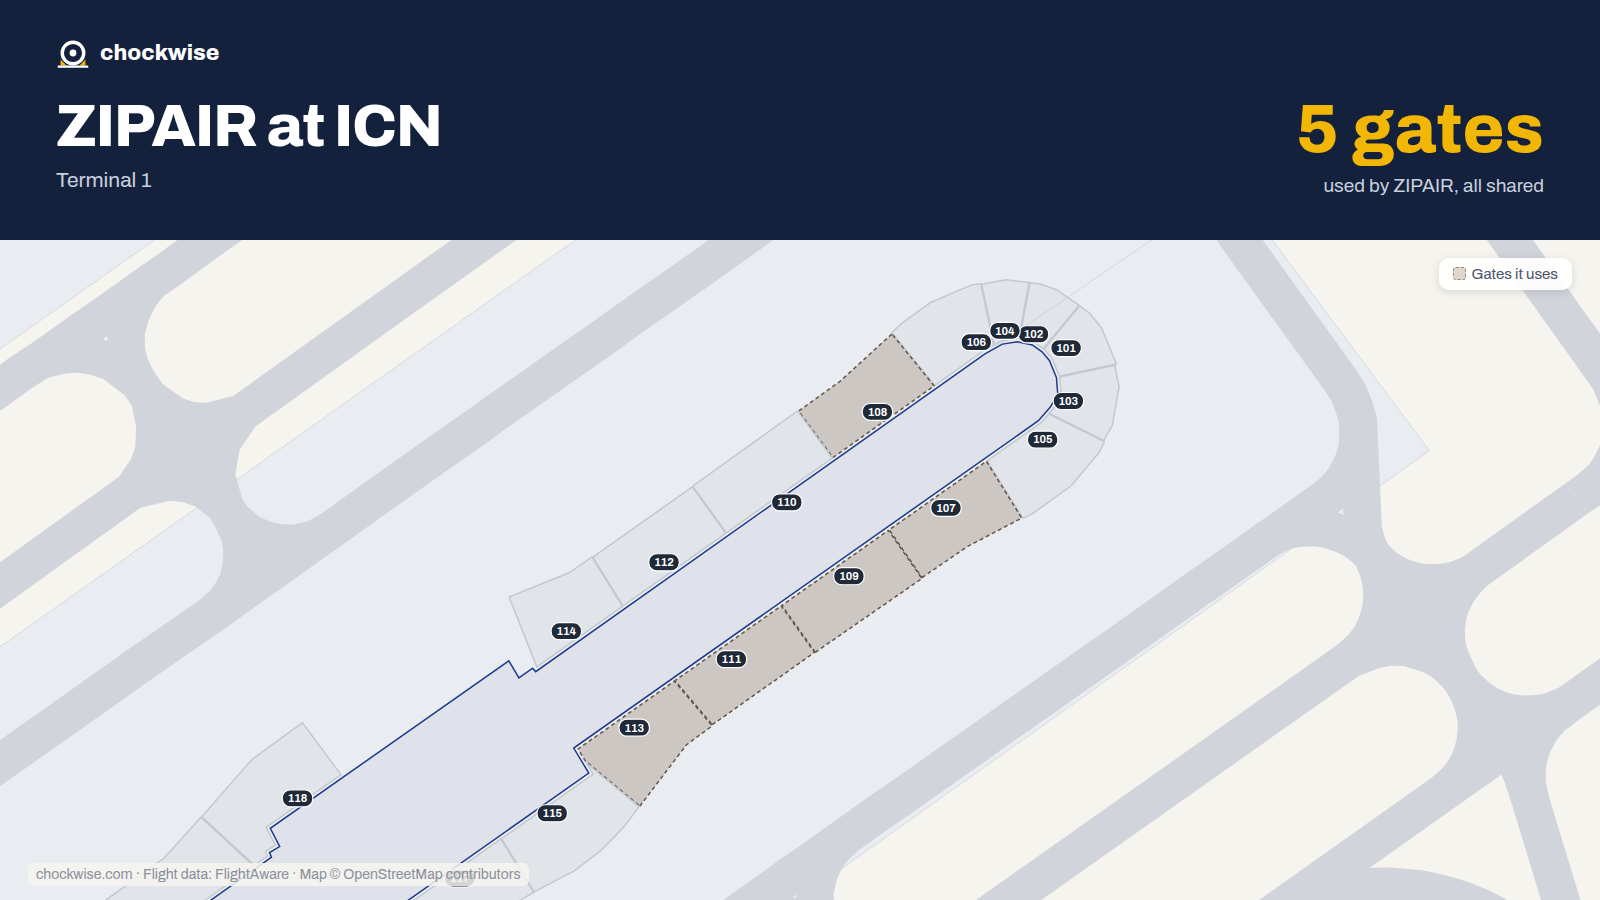 chockwise
ZIPAIR at ICN
Terminal 1
5 gates
used by ZIPAIR, all shared
Gates it uses
104
102
106
101
103
108
105
110
107
112
109
114
111
113
118
115
chockwise.com · Flight data: FlightAware · Map © OpenStreetMap contributors